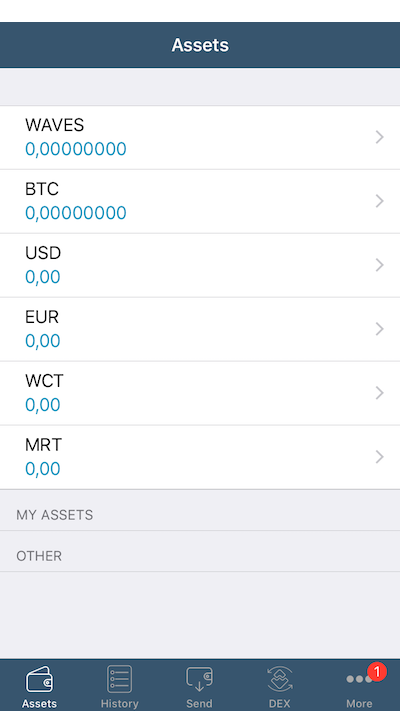 Assets
WAVES
0,00000000
BTC
0,00000000
USD
0,00
EUR
0,00
WCT
0,00
MRT
0,00
MY ASSETS
OTHER
1
Assets History Send DEX More